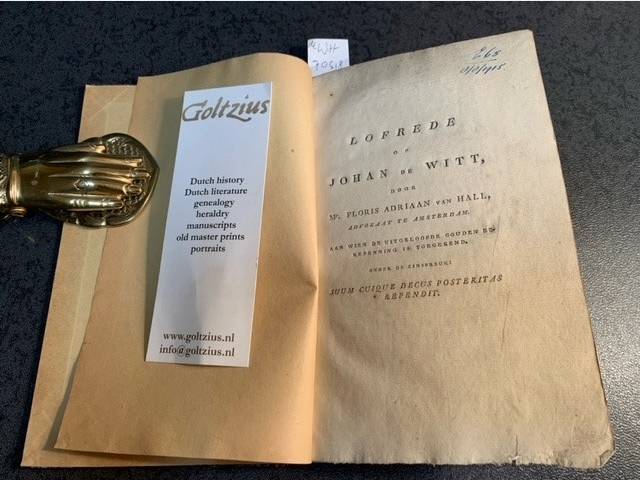 Goltzius
Dutch history
Dutch literature
genealogy
heraldry
manuscripts
old master prints
portraits
www.goltzius.nl
info@goltzius.nl
LOFREDE
OP
JOHAN DE WITT,
DOOR
Mr. FLORIS ADRIAAN VAN HALL,
ADVOCAAT TE AMSTERDAM.
AAN WIEN DE UITGELOOFDE GOUDEN EE-
REPENNING IS TOEGEKEND.
ONDER DE ZINSPREUK:
SUUM CUIQUE DECUS POSTERITAS
REPENDIT.